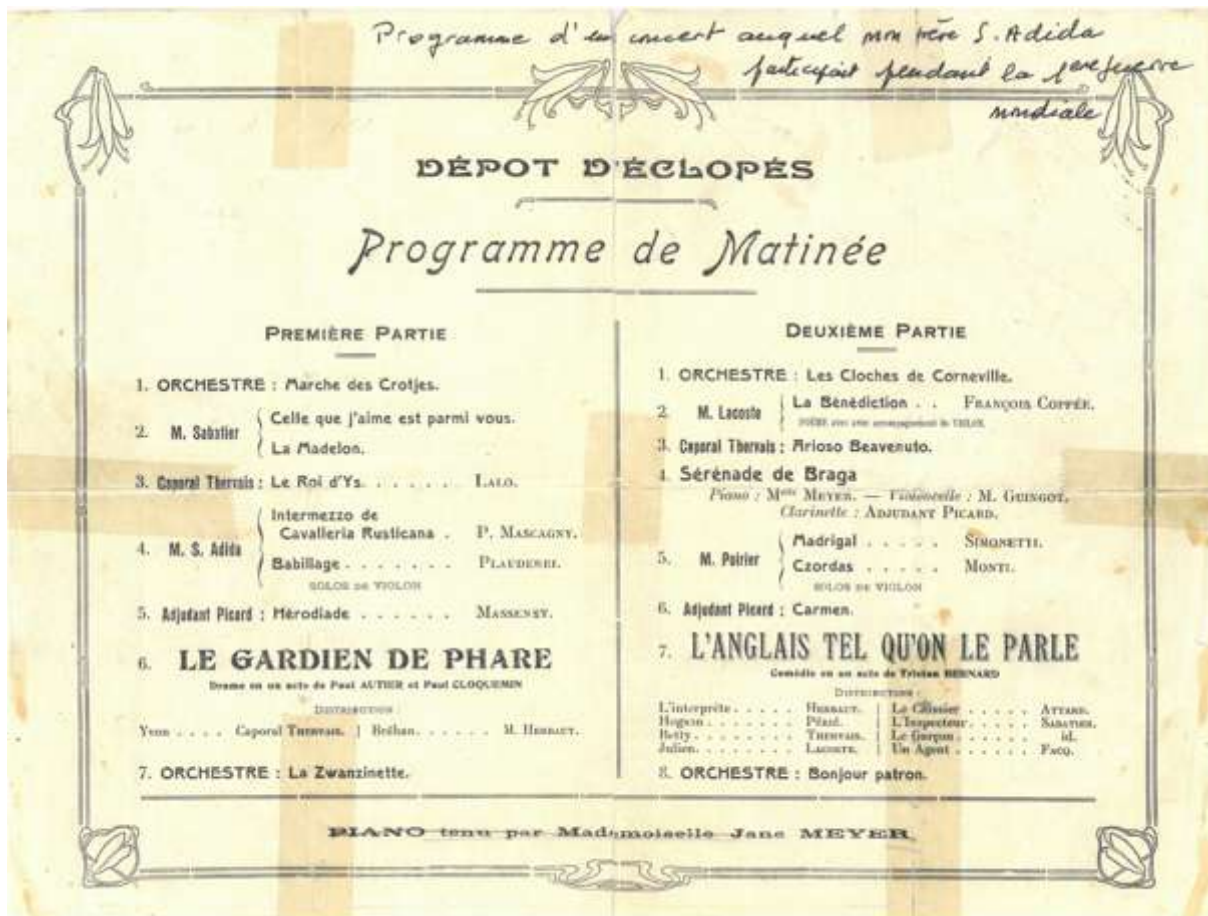 Programme d'un concert auquel mon père S. Adida
participait pendant la 1ere guerre
mondiale
DÉPOT D'ÉCLOPÉS
Programme de Matinée
PREMIÈRE PARTIE
1. ORCHESTRE : Marche des Crotjes.
2. M. Sabatier
Celle que j'aime est parmi vous.
La Madelon.
3. Caporal Thervais : Le Roi d'Ys. . . . . . LALO.
4. M. S. Adida
Intermezzo de
Cavalleria Rusticana . P. MASCAGNY.
Babillage . . . . . . .
SOLOS DE VIOLON
5. Adjudant Picard : Hérodiade . . . . . . MASSENSY.
6. LE GARDIEN DE PHARE
Drame en un acte de Paul AUTIER et Paul CLOQUEMIN
DISTRIBUTION :
Yvon . . . . Caporal THERVAIS. | Bréhan. . . . . . . M. HERBAUT.
7. ORCHESTRE : La Zwanzinette.
DEUXIÈME PARTIE
1. ORCHESTRE : Les Cloches de Corneville.
2. M. Lacoste
La Bénédiction . . FRANÇOIS COPPÉE.
accompagnement de VIOLON
3. Caporal Thervais : Arioso Beavenuto.
4. Sérénade de Braga
Piano : Melle MEYER. — Violoncelle : M. GUINGOT.
Clarinette : ADJUDANT PICARD.
5. M. Poirier
Madrigal . . . . . SIMONETTI.
Czordas . . . . . MONTI.
SOLOS DE VIOLON
6. Adjudant Picard : Carmen.
7. L'ANGLAIS TEL QU'ON LE PARLE
Comédie en un acte de Tristan BERNARD
DISTRIBUTION :
L'interprète . . . . . HERBAUT. | Le Caissier . . . . . ATTARD.
Hogson . . . . . . | L'Inspecteur . . . . . SABATIER.
Betty . . . . . . . THERVAIS. | Le Garçon . . . . . . id.
Julien. . . . . . . . LACOSTE. | Un Agent . . . . . . FACQ.
8. ORCHESTRE : Bonjour patron.
PIANO tenu par Mademoiselle Jane MEYER.